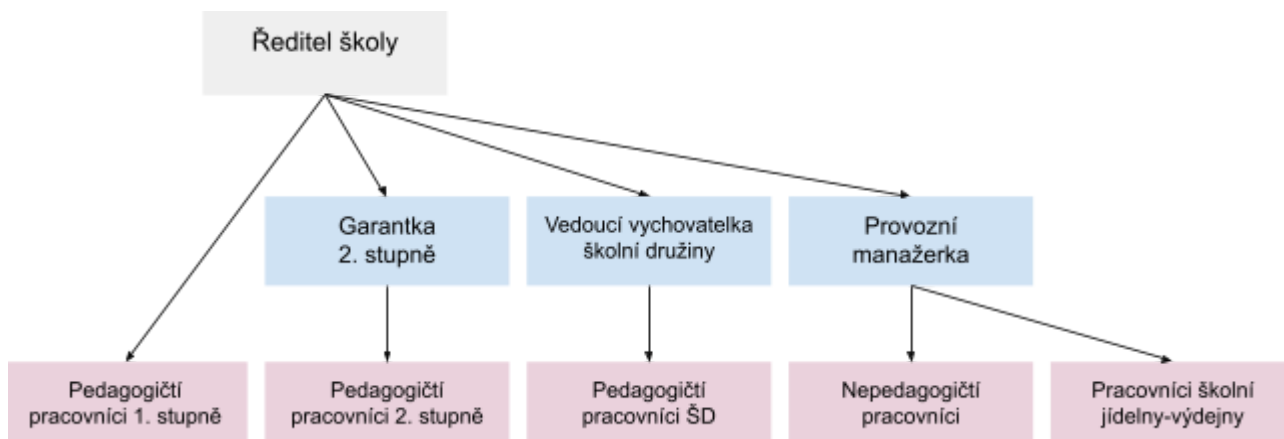 Ředitel školy
Garantka
2. stupně
Vedoucí vychovatelka
školní družiny
Provozní
manažerka
Pedagogičtí
pracovníci 1. stupně
Pedagogičtí
pracovníci 2. stupně
Pedagogičtí
pracovníci ŠD
Nepedagogičtí
pracovníci
Pracovníci školní
jídelny-výdejny